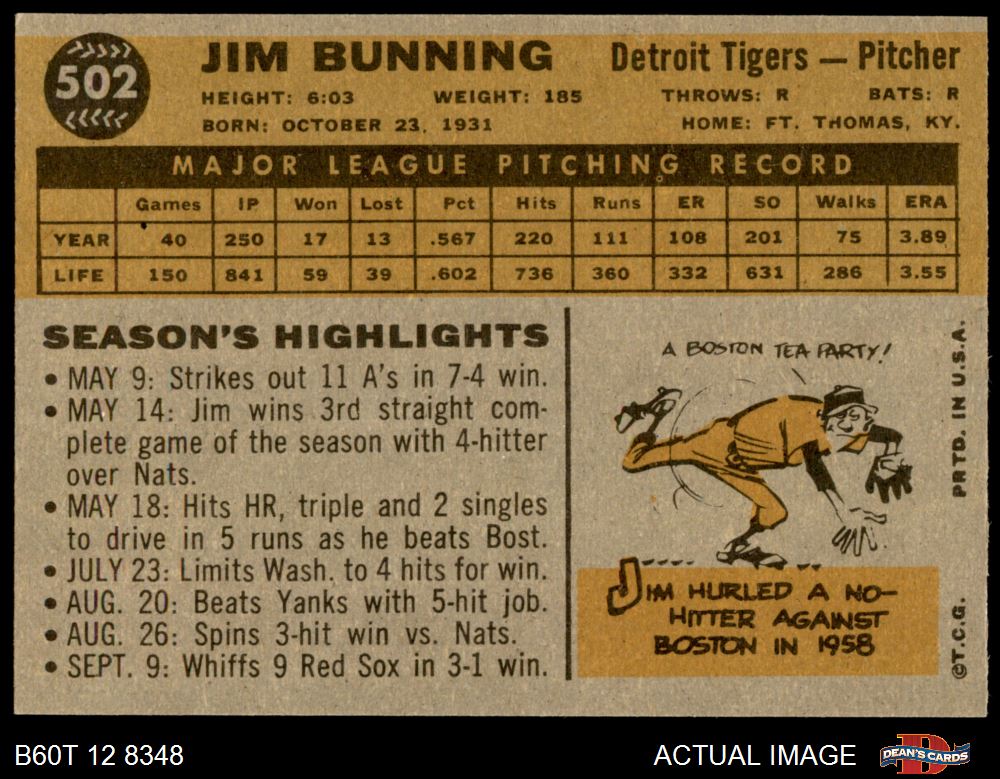 502
JIM BUNNING
Detroit Tigers — Pitcher
HEIGHT: 6:03 WEIGHT: 185 THROWS: R BATS: R
BORN: OCTOBER 23, 1931 HOME: FT. THOMAS, KY.
MAJOR LEAGUE PITCHING RECORD
Games IP Won Lost Pct Hits Runs ER SO Walks ERA
YEAR 40 250 17 13 .567 220 111 108 201 75 3.89
LIFE 150 841 59 39 .602 736 360 332 631 286 3.55
SEASON'S HIGHLIGHTS
• MAY 9: Strikes out 11 A's in 7-4 win.
• MAY 14: Jim wins 3rd straight com-
plete game of the season with 4-hitter
over Nats.
• MAY 18: Hits HR, triple and 2 singles
to drive in 5 runs as he beats Bost.
• JULY 23: Limits Wash. to 4 hits for win.
• AUG. 20: Beats Yanks with 5-hit job.
• AUG. 26: Spins 3-hit win vs. Nats.
• SEPT. 9: Whiffs 9 Red Sox in 3-1 win.
A BOSTON TEA PARTY!
JIM HURLED A NO-
HITTER AGAINST
BOSTON IN 1958
©T.C.G. PRTD. IN U.S.A.
B60T 12 8348
ACTUAL IMAGE
D
DEAN'S CARDS